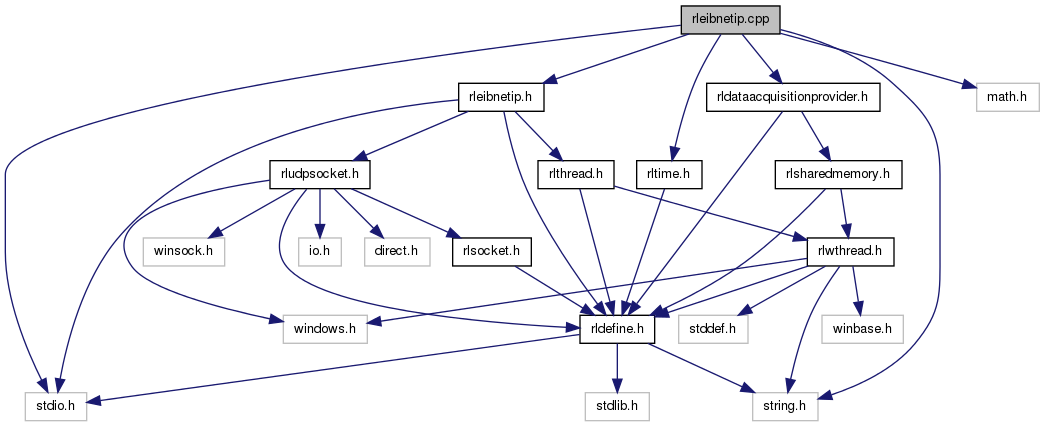 rleibnetip.cpp
rleibnetip.h
rldataacquisitionprovider.h
math.h
rludpsocket.h
rlthread.h
rltime.h
rlsharedmemory.h
winsock.h
io.h
direct.h
rlsocket.h
rlwthread.h
windows.h
rldefine.h
stddef.h
winbase.h
stdio.h
stdlib.h
string.h